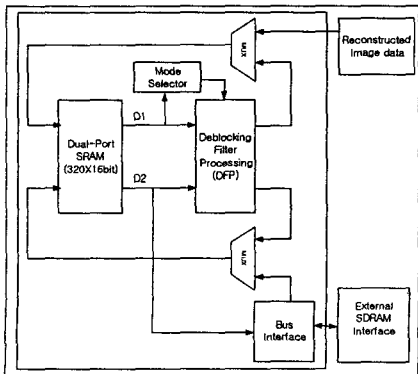 Reconstructed
Image data
MUX
Mode
Selector
D1
Dual-Port
SRAM
(320X16bit)
Deblocking
Filter
Processing
(DFP)
D2
MUX
Bus
Interface
External
SDRAM
Interface